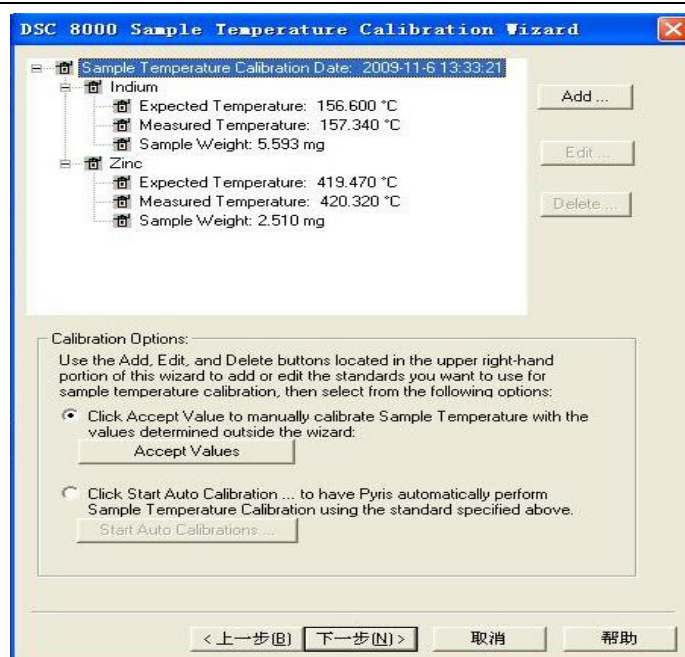 DSC 8000 Sample Temperature Calibration Wizard
Sample Temperature Calibration Date: 2009-11-6 13:33:21
Indium
Expected Temperature: 156.600 °C
Measured Temperature: 157.340 °C
Sample Weight: 5.593 mg
Zinc
Expected Temperature: 419.470 °C
Measured Temperature: 420.320 °C
Sample Weight: 2.510 mg
Add ...
Edit ...
Delete ...
Calibration Options:
Use the Add, Edit, and Delete buttons located in the upper right-hand
portion of this wizard to add or edit the standards you want to use for
sample temperature calibration, then select from the following options:
Click Accept Value to manually calibrate Sample Temperature with the
values determined outside the wizard:
Accept Values
Click Start Auto Calibration ... to have Pyris automatically perform
Sample Temperature Calibration using the standard specified above.
Start Auto Calibrations ...
< 上一步(B)
下一步(N) >
取消
帮助